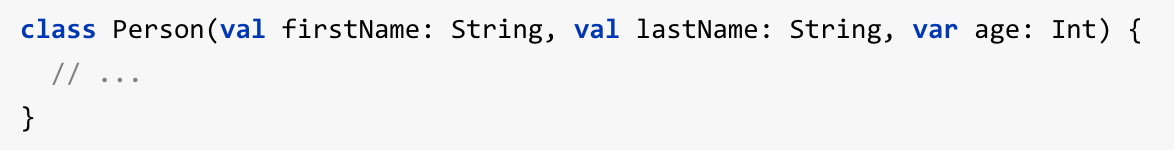 class Person(val firstName: String, val lastName: String, var age: Int) {
  // ...
}